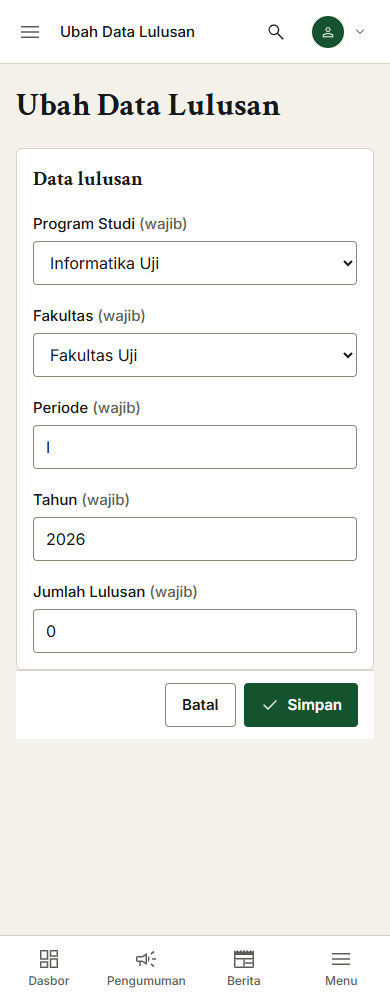 Ubah Data Lulusan
Ubah Data Lulusan
Data lulusan
Program Studi (wajib)
Informatika Uji
Fakultas (wajib)
Fakultas Uji
Periode (wajib)
I
Tahun (wajib)
2026
Jumlah Lulusan (wajib)
0
Batal
Simpan
Dasbor
Pengumuman
Berita
Menu